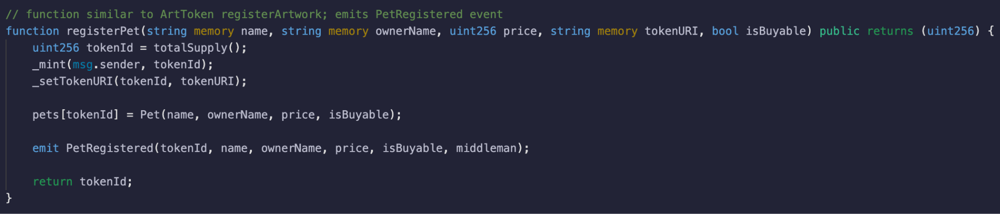 // function similar to ArtToken registerArtwork; emits PetRegistered event
function registerPet(string memory name, string memory ownerName, uint256 price, string memory tokenURI, bool isBuyable) public returns (uint256) {
    uint256 tokenId = totalSupply();
    _mint(msg.sender, tokenId);
    _setTokenURI(tokenId, tokenURI);

    pets[tokenId] = Pet(name, ownerName, price, isBuyable);

    emit PetRegistered(tokenId, name, ownerName, price, isBuyable, middleman);

    return tokenId;
}